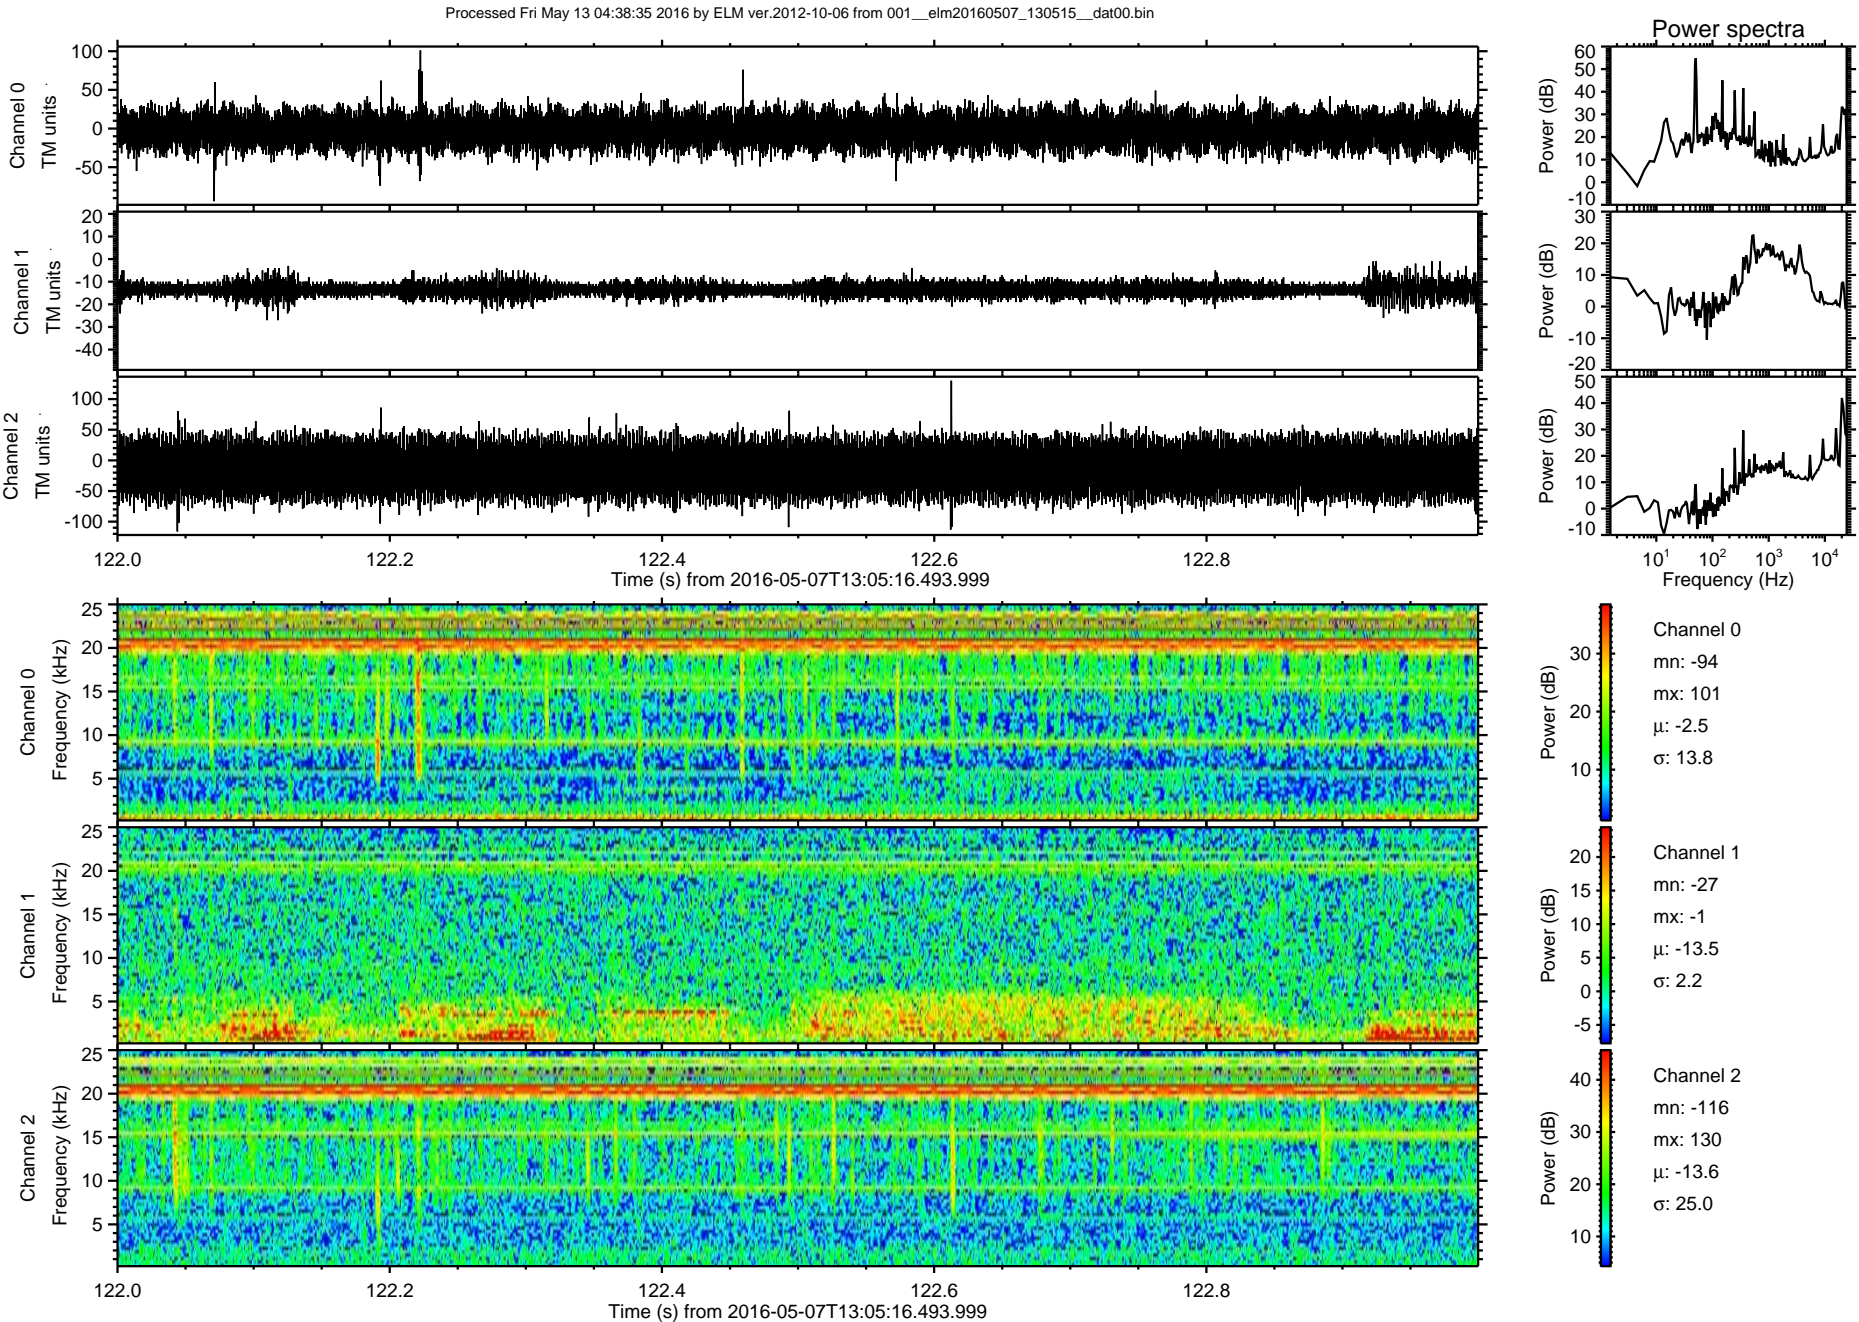 Processed Fri May 13 04:38:35 2016 by ELM ver.2012-10-06 from 001__elm20160507_130515__dat00.bin
Power spectra
Channel 0
TM units
100
50
0
-50
Power (dB)
60
50
40
30
20
10
0
-10
Channel 1
TM units
20
10
0
-10
-20
-30
-40
Power (dB)
30
20
10
0
-10
-20
Channel 2
TM units
100
50
0
-50
-100
Power (dB)
50
40
30
20
10
0
-10
122.0 122.2 122.4 122.6 122.8
Time (s) from 2016-05-07T13:05:16.493.999
10¹ 10² 10³ 10⁴
Frequency (Hz)
Channel 0
Frequency (kHz)
25
20
15
10
5
Power (dB)
30
20
10
Channel 0
mn: -94
mx: 101
μ: -2.5
σ: 13.8
Channel 1
Frequency (kHz)
25
20
15
10
5
Power (dB)
20
15
10
5
0
-5
Channel 1
mn: -27
mx: -1
μ: -13.5
σ: 2.2
Channel 2
Frequency (kHz)
25
20
15
10
5
Power (dB)
40
30
20
10
Channel 2
mn: -116
mx: 130
μ: -13.6
σ: 25.0
122.0 122.2 122.4 122.6 122.8
Time (s) from 2016-05-07T13:05:16.493.999